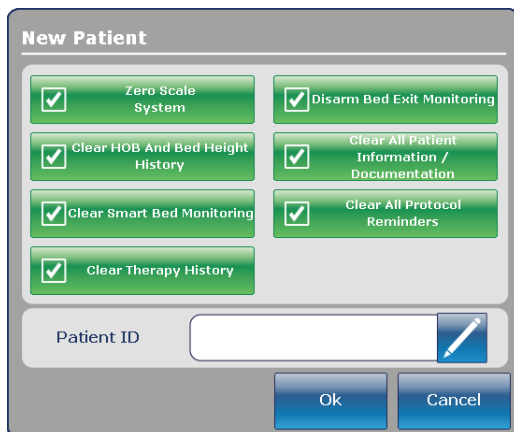 New Patient
Zero Scale
System
Disarm Bed Exit Monitoring
Clear HOB And Bed Height
History
Clear All Patient
Information /
Documentation
Clear Smart Bed Monitoring
Clear All Protocol
Reminders
Clear Therapy History
Patient ID
Ok
Cancel